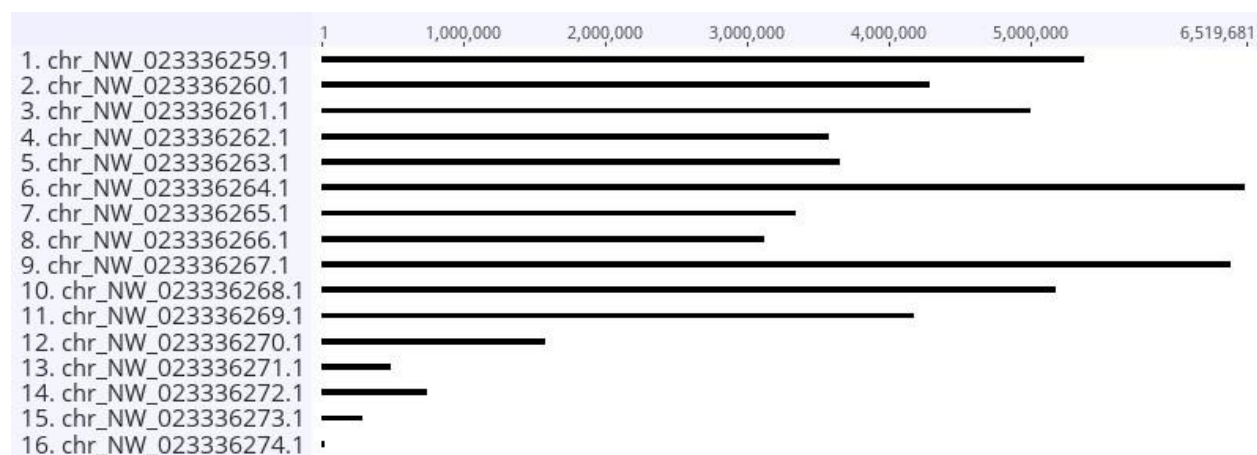 1 1,000,000 2,000,000 3,000,000 4,000,000 5,000,000 6,519,681
1. chr_NW_023336259.1
2. chr_NW_023336260.1
3. chr_NW_023336261.1
4. chr_NW_023336262.1
5. chr_NW_023336263.1
6. chr_NW_023336264.1
7. chr_NW_023336265.1
8. chr_NW_023336266.1
9. chr_NW_023336267.1
10. chr_NW_023336268.1
11. chr_NW_023336269.1
12. chr_NW_023336270.1
13. chr_NW_023336271.1
14. chr_NW_023336272.1
15. chr_NW_023336273.1
16. chr_NW_023336274.1